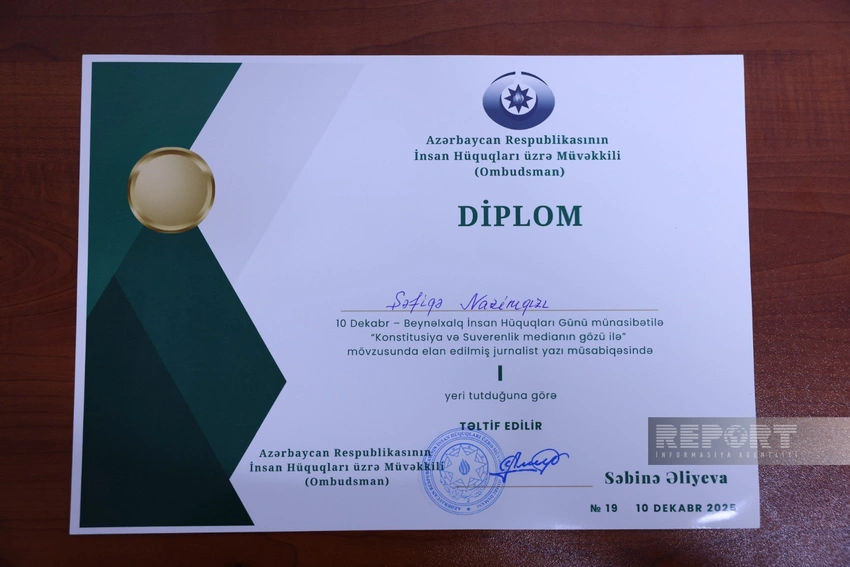 Azərbaycan Respublikasının
İnsan Hüquqları üzrə Müvəkkili
(Ombudsman)
DİPLOM
Şəfiqə Nazimqızı
10 Dekabr – Beynəlxalq İnsan Hüquqları Günü münasibətilə
“Konstitusiya və Suverenlik medianın gözü ilə”
mövzusunda elan edilmiş jurnalist yazı müsabiqəsində
I
yeri tutduğuna görə
TƏLTİF EDİLİR
Azərbaycan Respublikasının
İnsan Hüquqları üzrə Müvəkkili
(Ombudsman)
Səbinə Əliyeva
№ 19 10 DEKABR 2025
REPORT
İNFORMASİYA AGENTLİYİ